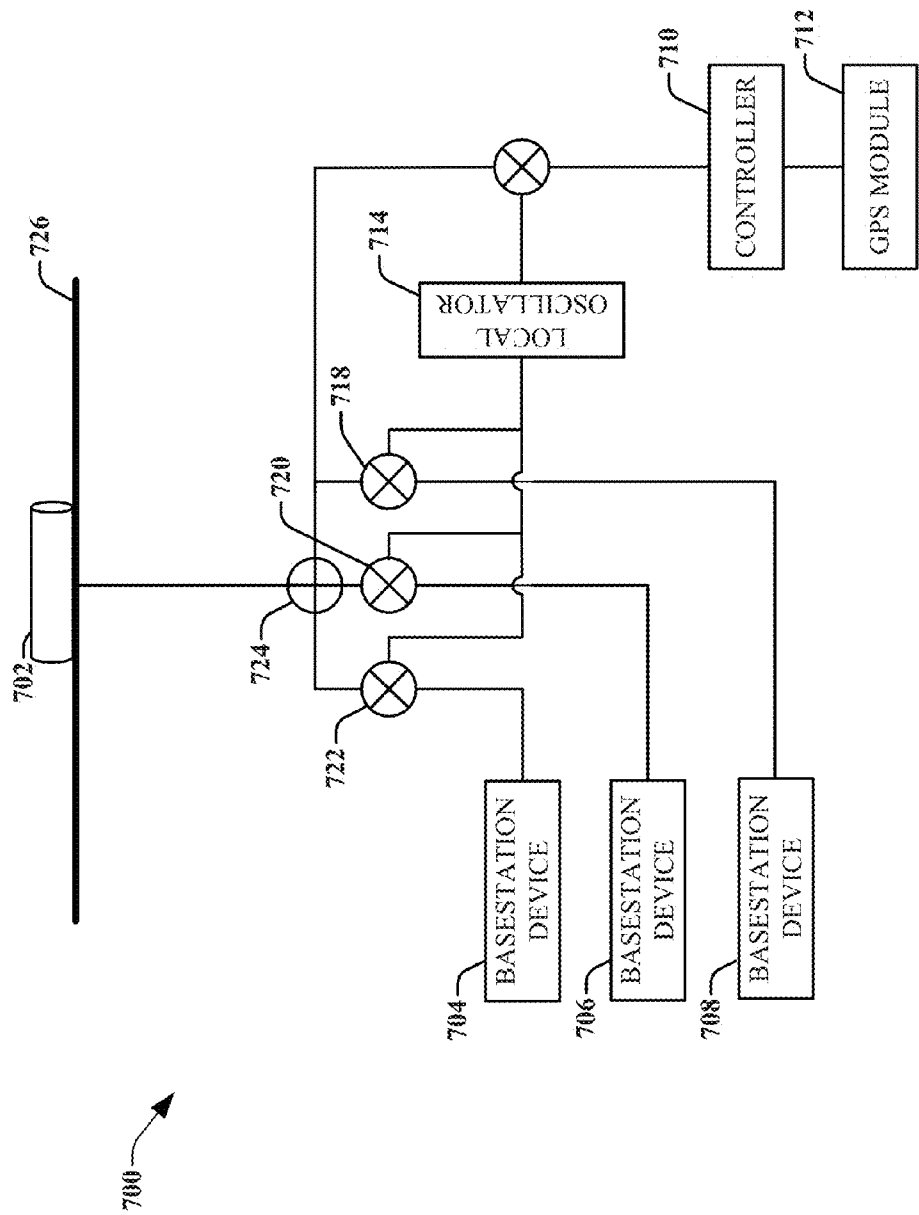 700
702
726
724
720
718
722
714
LOCAL
OSCILLATOR
710
CONTROLLER
712
GPS MODULE
704
BASESTATION
DEVICE
706
BASESTATION
DEVICE
708
BASESTATION
DEVICE